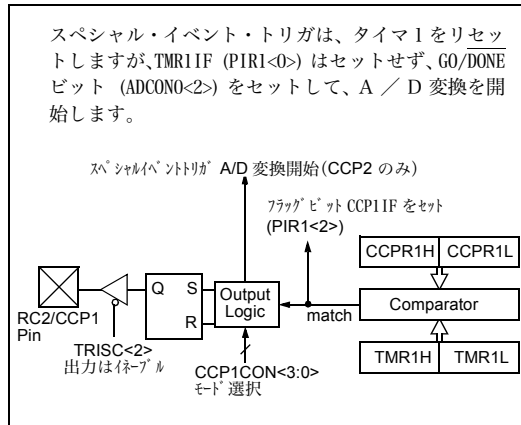 スペシャル・イベント・トリガは、タイマ1をリセッ
トしますが、TMR1IF (PIR1<0>) はセットせず、GO/DONE
ビット (ADCON0<2>) をセットして、A / D 変換を開
始します。
スペシャルイベントトリガ A/D 変換開始(CCP2 のみ)
フラッグビット CCP1IF をセット
(PIR1<2>)
CCPR1H CCPR1L
Q S
R
Output
Logic
match
Comparator
RC2/CCP1
Pin
TRISC<2>
出力はイネーブル
CCP1CON<3:0>
モード選択
TMR1H TMR1L